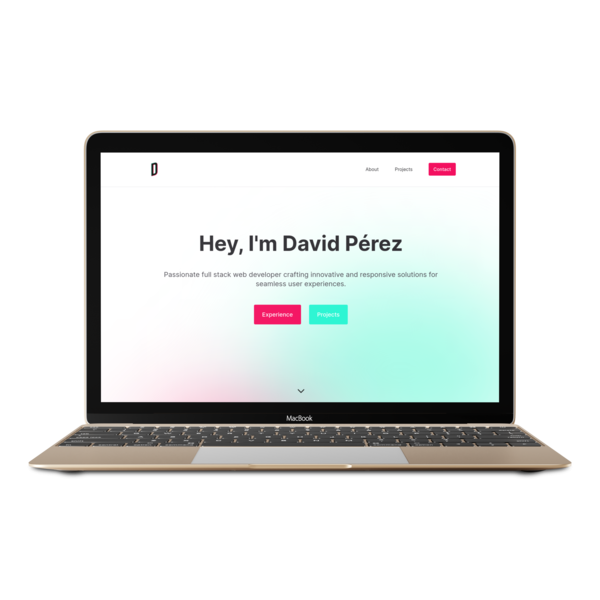 About Projects Contact
Hey, I'm David Pérez
Passionate full stack web developer crafting innovative and responsive solutions for
seamless user experiences.
Experience Projects
MacBook